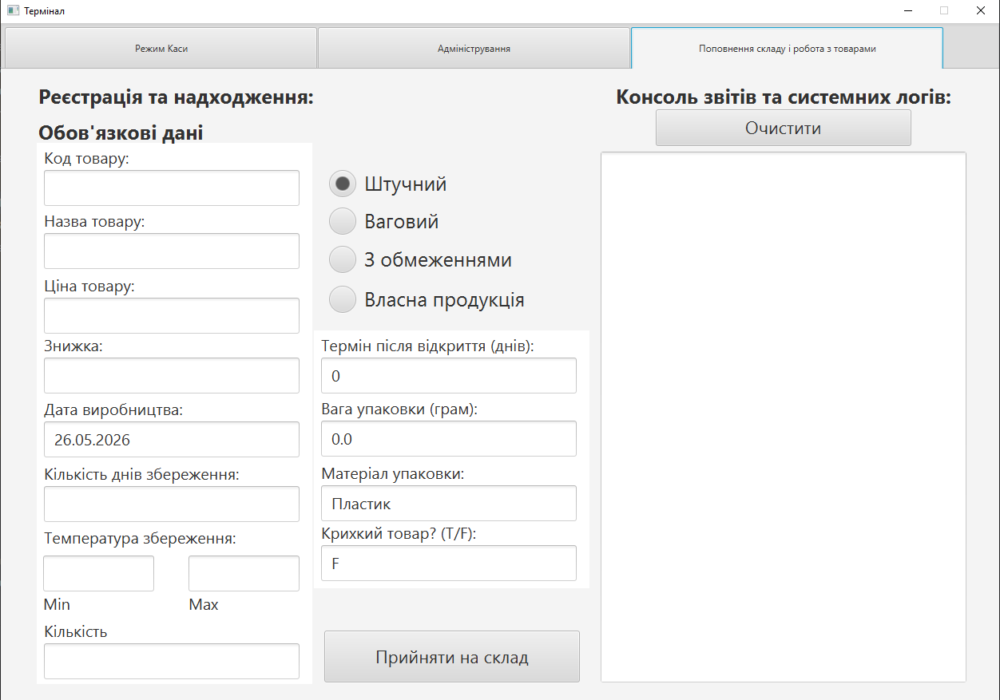 Термінал
Режим Каси
Адміністрування
Поповнення складу і робота з товарами
Реєстрація та надходження:
Обов'язкові дані
Код товару:
Назва товару:
Ціна товару:
Знижка:
Дата виробництва:
26.05.2026
Кількість днів збереження:
Температура збереження:
Min
Max
Кількість
Штучний
Ваговий
З обмеженнями
Власна продукція
Термін після відкриття (днів):
0
Вага упаковки (грам):
0.0
Матеріал упаковки:
Пластик
Крихкий товар? (T/F):
F
Прийняти на склад
Консоль звітів та системних логів:
Очистити